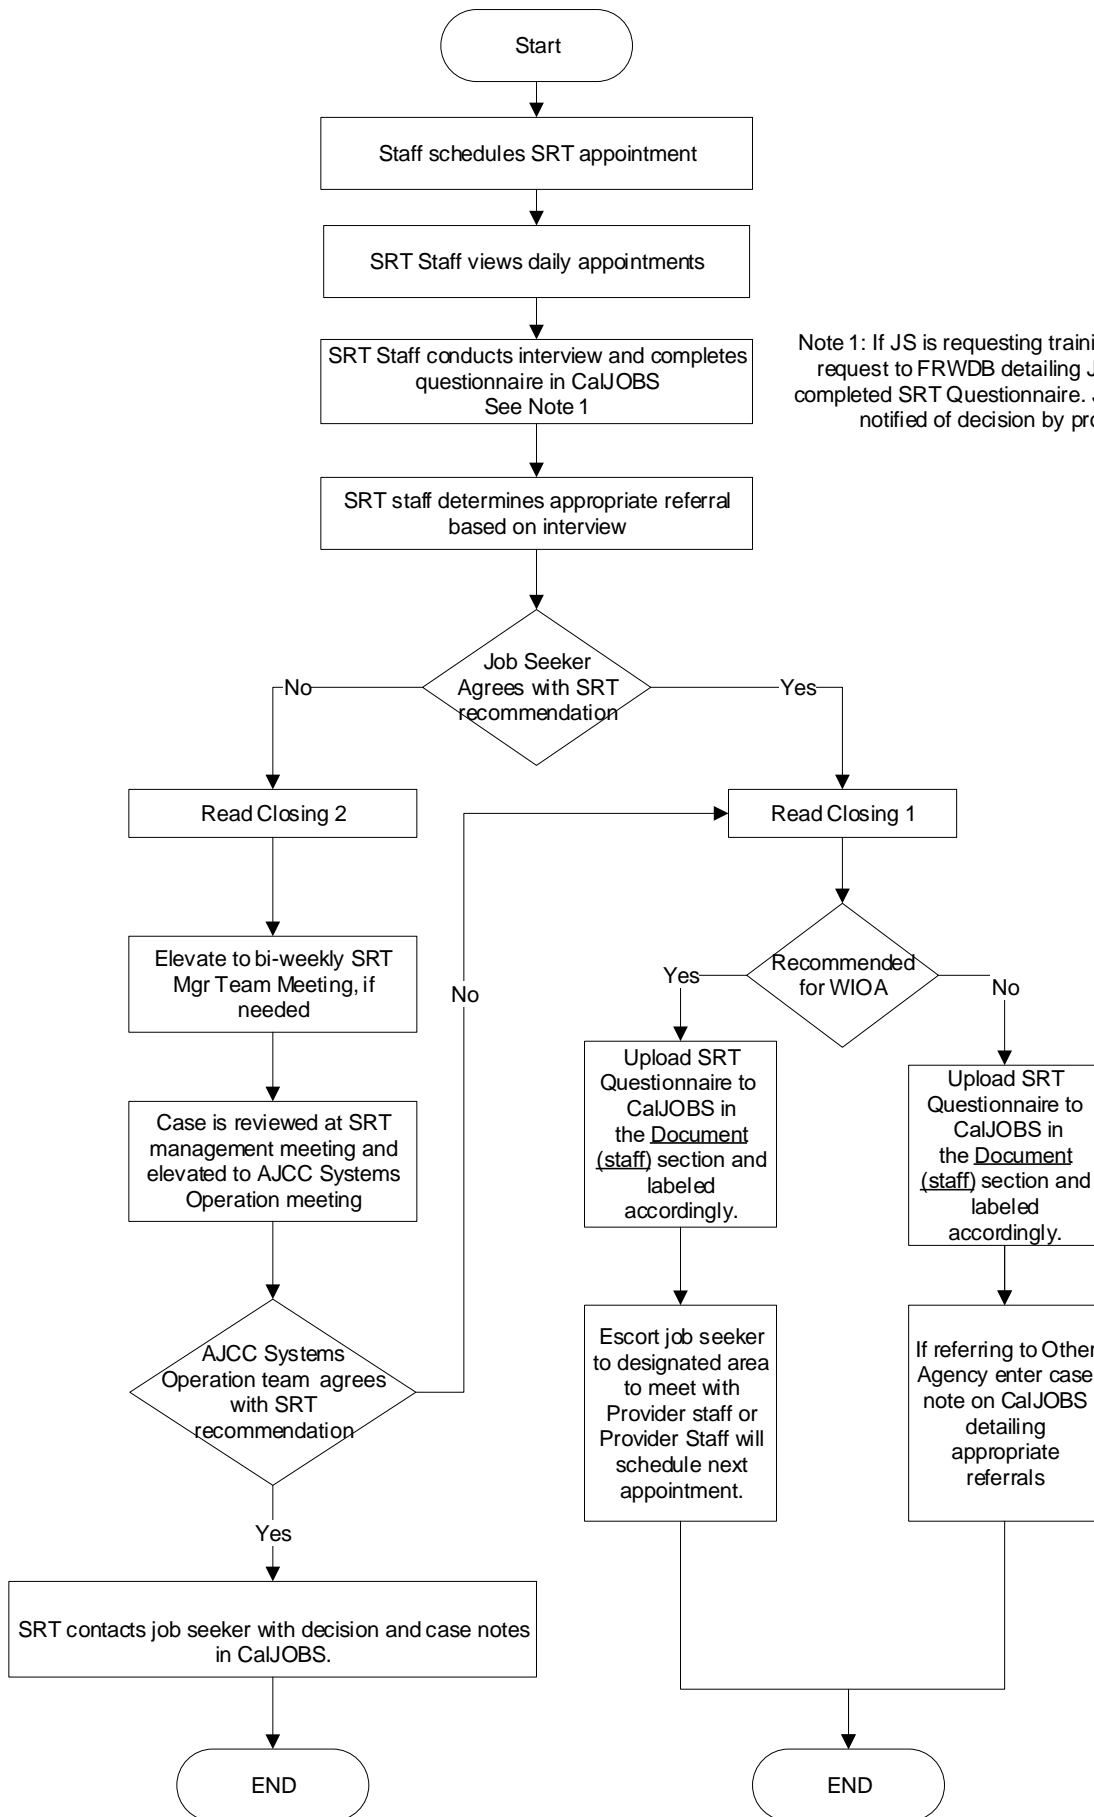 Start
Staff schedules SRT appointment
SRT Staff views daily appointments
SRT Staff conducts interview and completes
questionnaire in CalJOBS
See Note 1
Note 1: If JS is requesting
request to FRWDB detailing
completed SRT Questionnaire.
notified of decision by
SRT staff determines appropriate referral
based on interview
Job Seeker
Agrees with SRT
recommendation
No
Yes
Read Closing 2
Read Closing 1
Elevate to bi-weekly SRT
Mgr Team Meeting, if
needed
No
Recommended
for WIOA
Yes
No
Case is reviewed at SRT
management meeting and
elevated to AJCC Systems
Operation meeting
Upload SRT
Questionnaire to
CalJOBS in
the Document
(staff) section and
labeled
accordingly.
Upload SRT
Questionnaire to
CalJOBS in
the Document
(staff) section and
labeled
accordingly.
AJCC Systems
Operation team agrees
with SRT
recommendation
Escort job seeker
to designated area
to meet with
Provider staff or
Provider Staff will
schedule next
appointment.
If referring to Other
Agency enter case
note on CalJOBS
detailing
appropriate
referrals
Yes
SRT contacts job seeker with decision and case notes
in CalJOBS.
END
END